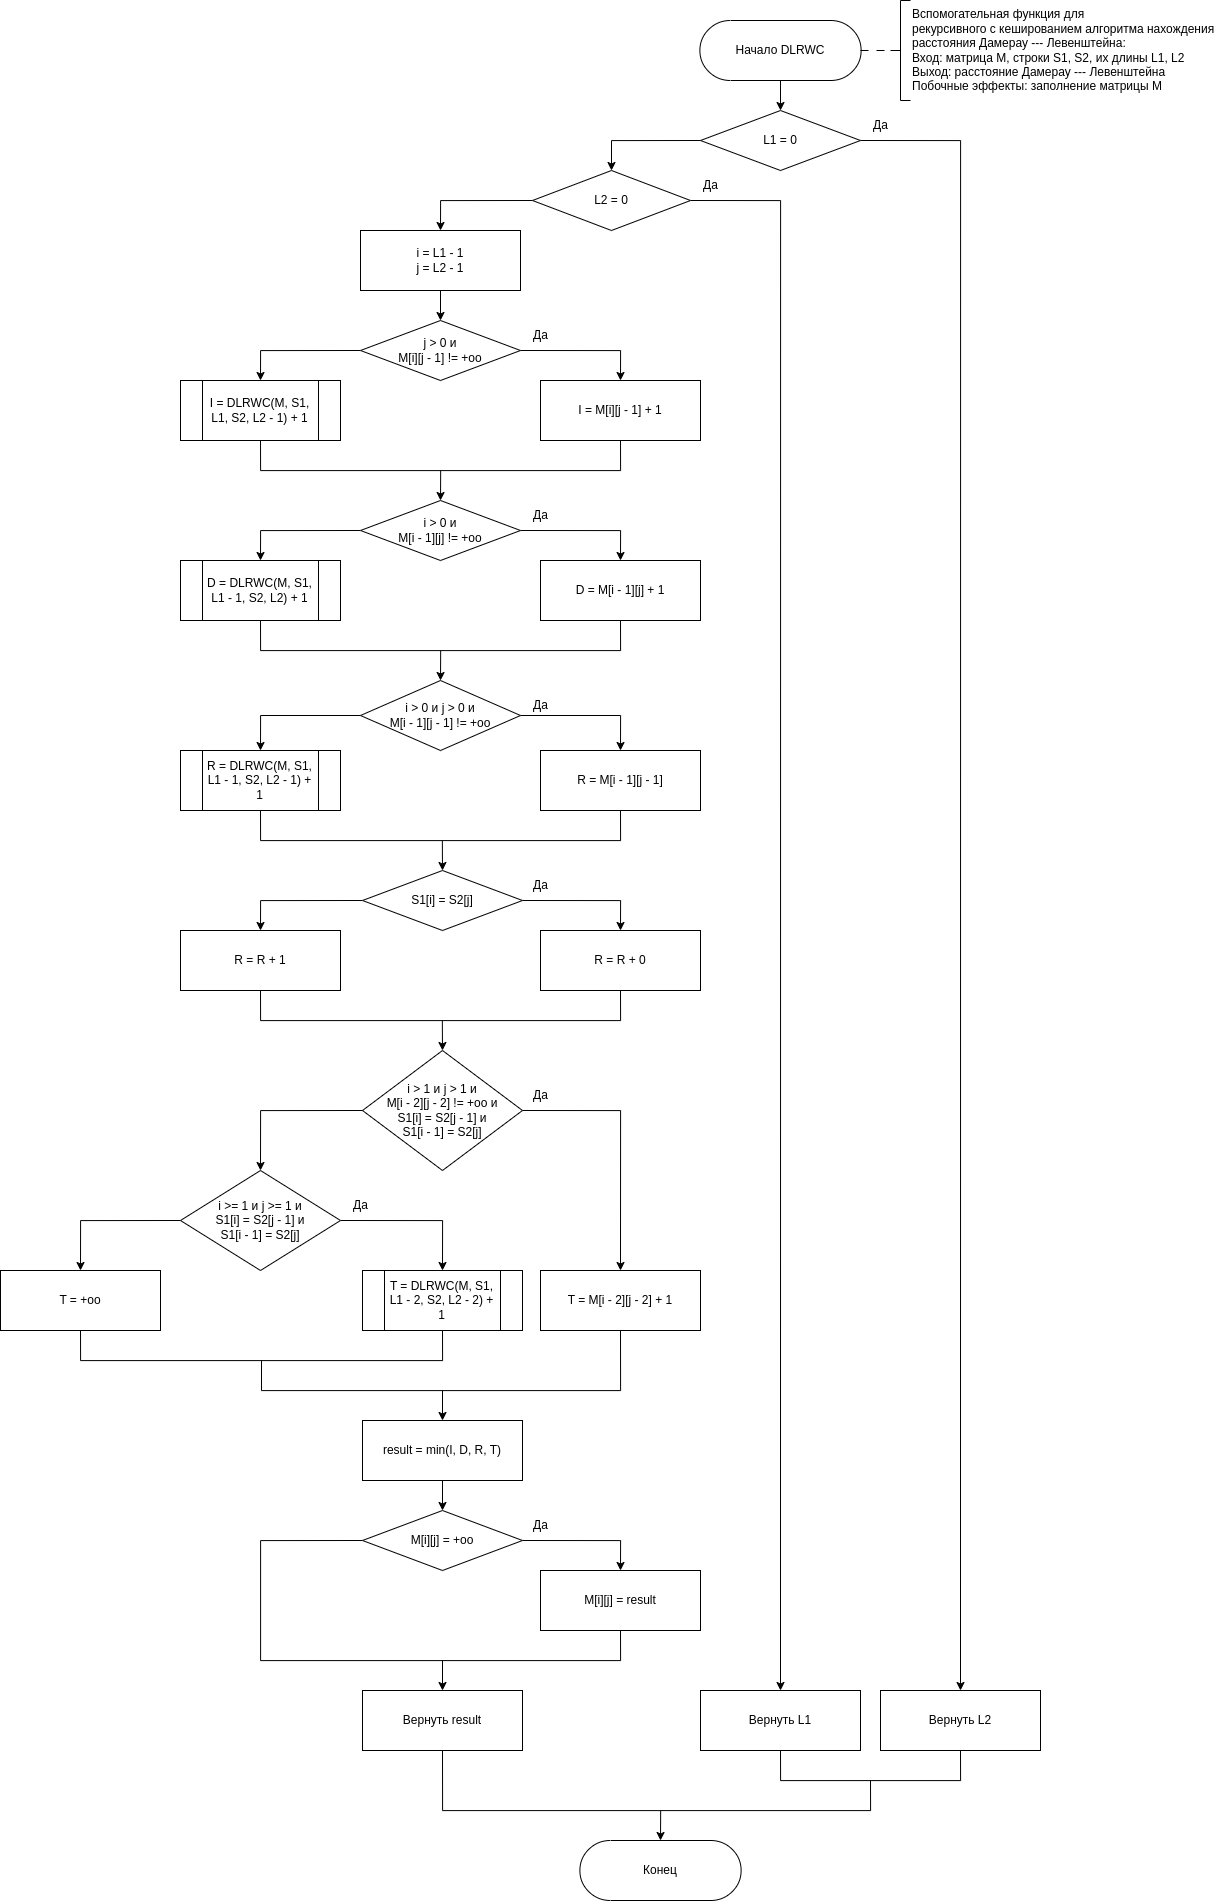 Начало DLRWC
Вспомогательная функция для
рекурсивного с кешированием алгоритма нахождения
расстояния Дамерау --- Левенштейна:
Вход: матрица M, строки S1, S2, их длины L1, L2
Выход: расстояние Дамерау --- Левенштейна
Побочные эффекты: заполнение матрицы M
L1 = 0
Да
L2 = 0
Да
i = L1 - 1
j = L2 - 1
j > 0 и
M[i][j - 1] != +oo
Да
I = DLRWC(M, S1,
L1, S2, L2 - 1) + 1
I = M[i][j - 1] + 1
i > 0 и
M[i - 1][j] != +oo
Да
D = DLRWC(M, S1,
L1 - 1, S2, L2) + 1
D = M[i - 1][j] + 1
i > 0 и j > 0 и
M[i - 1][j - 1] != +oo
Да
R = DLRWC(M, S1,
L1 - 1, S2, L2 - 1) +
1
R = M[i - 1][j - 1]
S1[i] = S2[j]
Да
R = R + 1
R = R + 0
i > 1 и j > 1 и
M[i - 2][j - 2] != +oo и
S1[i] = S2[j - 1] и
S1[i - 1] = S2[j]
Да
i >= 1 и j >= 1 и
S1[i] = S2[j - 1] и
S1[i - 1] = S2[j]
Да
T = +oo
T = DLRWC(M, S1,
L1 - 2, S2, L2 - 2) +
1
T = M[i - 2][j - 2] + 1
result = min(I, D, R, T)
M[i][j] = +oo
Да
M[i][j] = result
Вернуть result
Вернуть L1
Вернуть L2
Конец